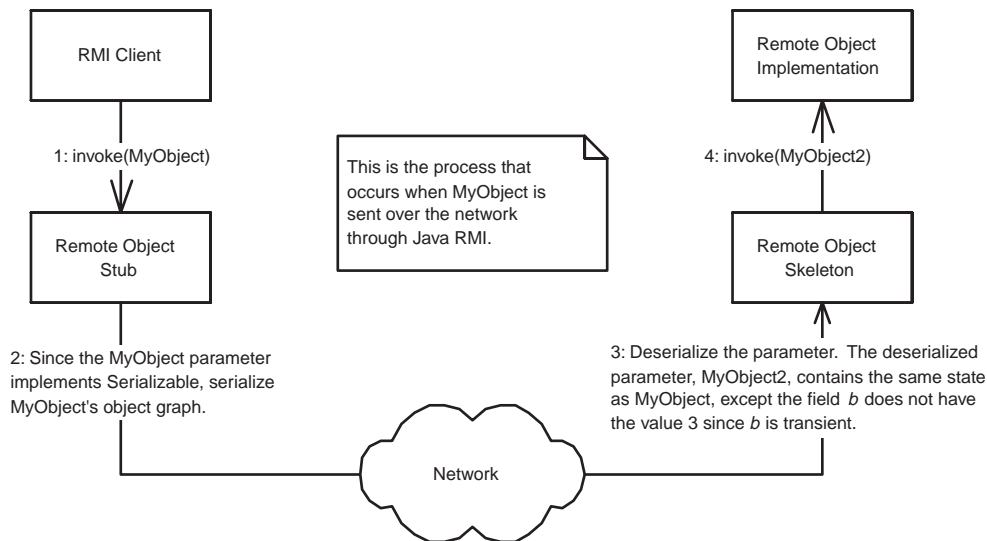 RMI Client
Remote Object
Implementation
1: invoke(MyObject)
4: invoke(MyObject2)
This is the process that
occurs when MyObject is
sent over the network
through Java RMI.
Remote Object
Stub
Remote Object
Skeleton
2: Since the MyObject parameter
implements Serializable, serialize
MyObject's object graph.
3: Deserialize the parameter.  The deserialized
parameter, MyObject2, contains the same state
as MyObject, except the field b does not have
the value 3 since b is transient.
Network